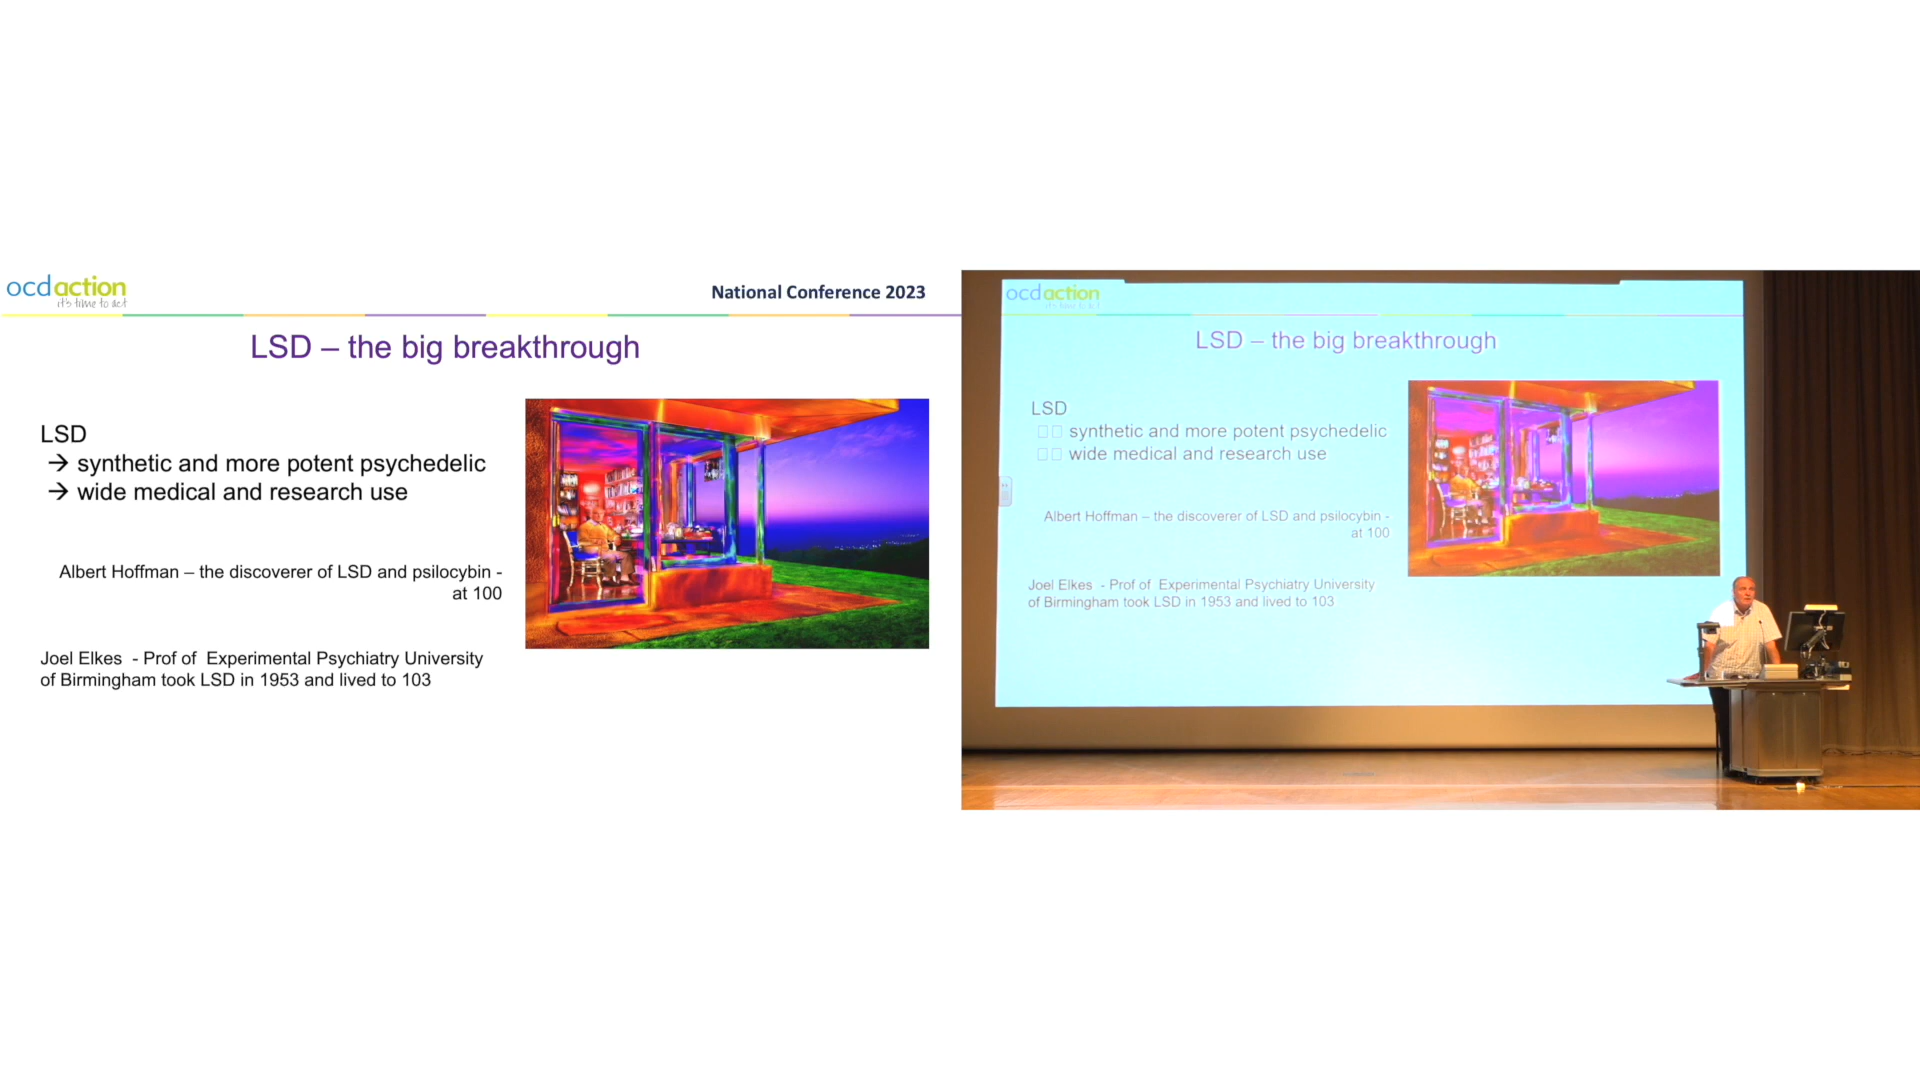 ocdaction
it's time to act
National Conference 2023
LSD – the big breakthrough
LSD
→ synthetic and more potent psychedelic
→ wide medical and research use
Albert Hoffman – the discoverer of LSD and psilocybin -
at 100
Joel Elkes - Prof of Experimental Psychiatry University
of Birmingham took LSD in 1953 and lived to 103
ocdaction
it's time to act
LSD – the big breakthrough
LSD
synthetic and more potent psychedelic
wide medical and research use
Albert Hoffman – the discoverer of LSD and psilocybin -
at 100
Joel Elkes - Prof of Experimental Psychiatry University
of Birmingham took LSD in 1953 and lived to 103